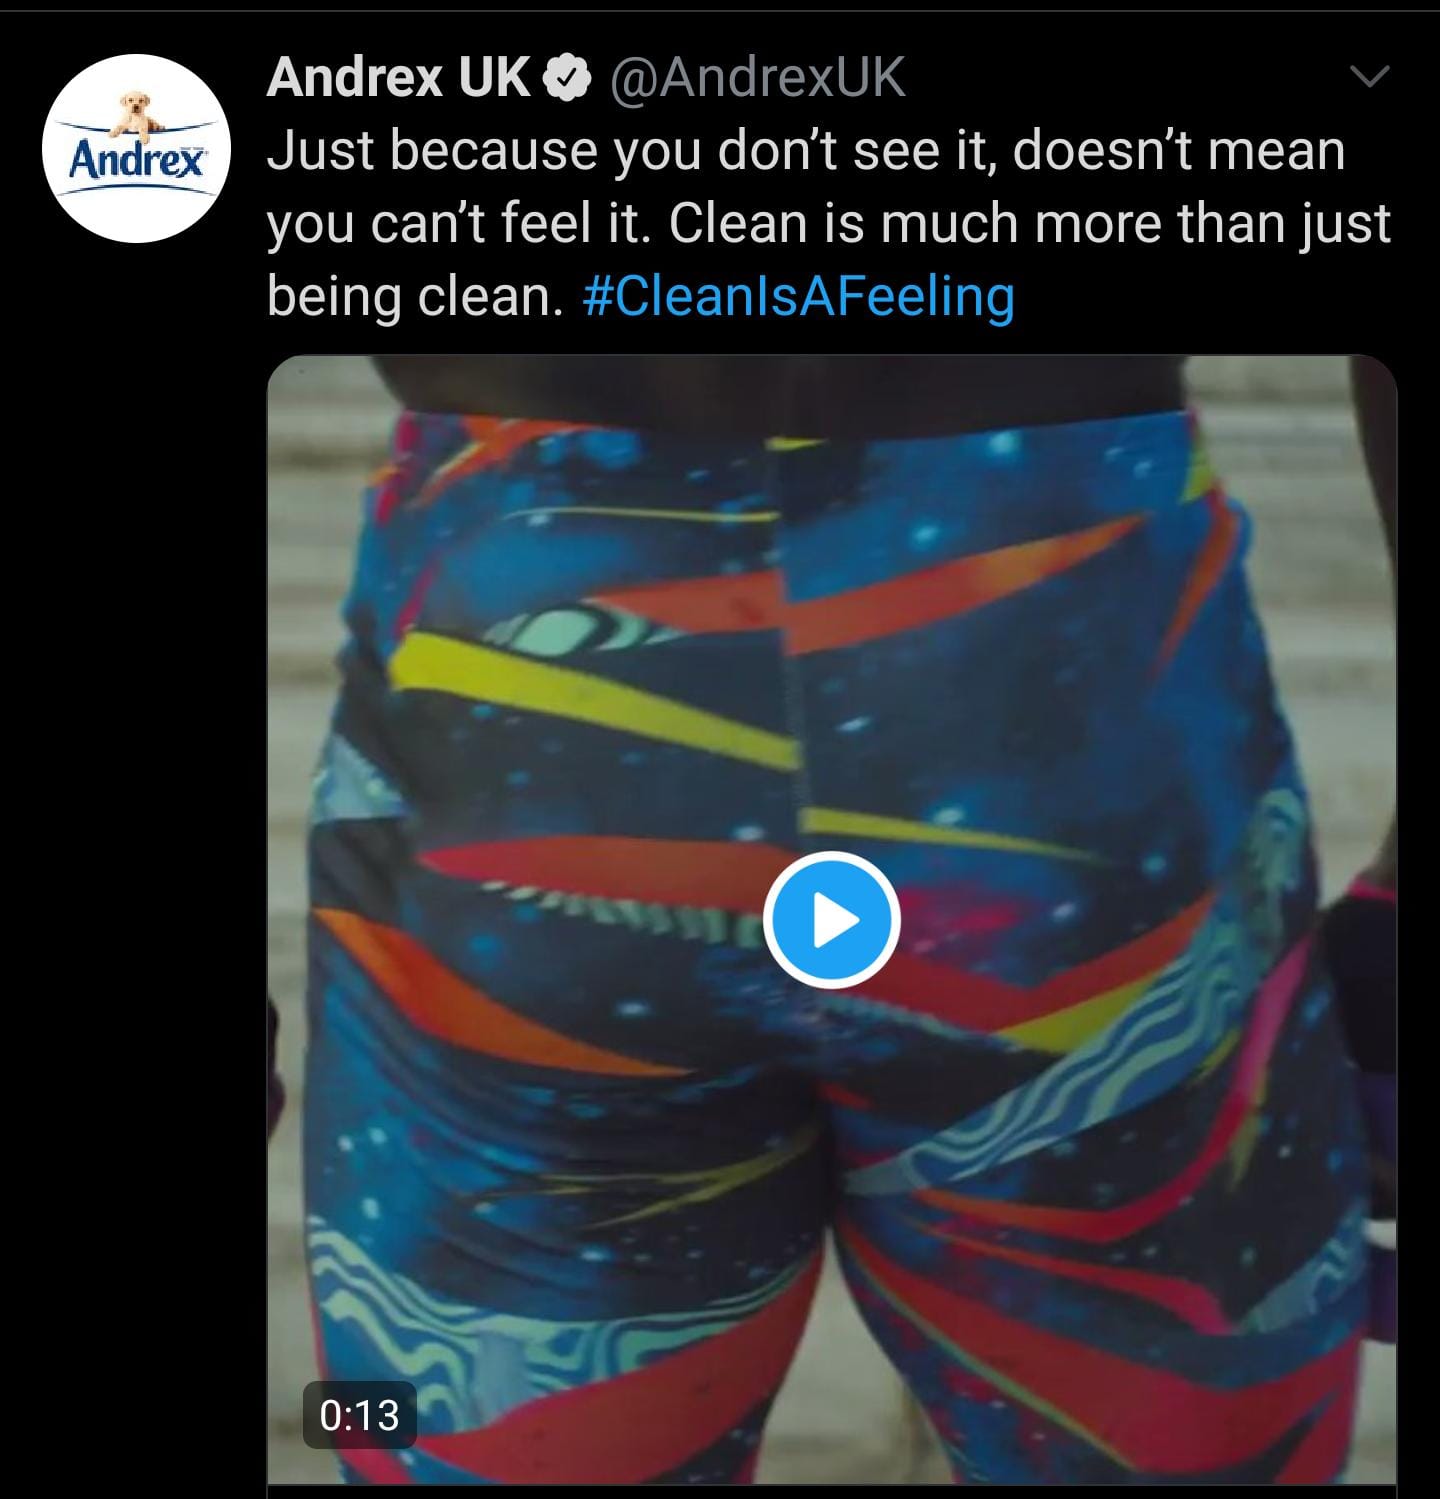 Andrex UK @AndrexUK
Andrex
Just because you don’t see it, doesn’t mean
you can’t feel it. Clean is much more than just
being clean. #CleanIsAFeeling
0:13